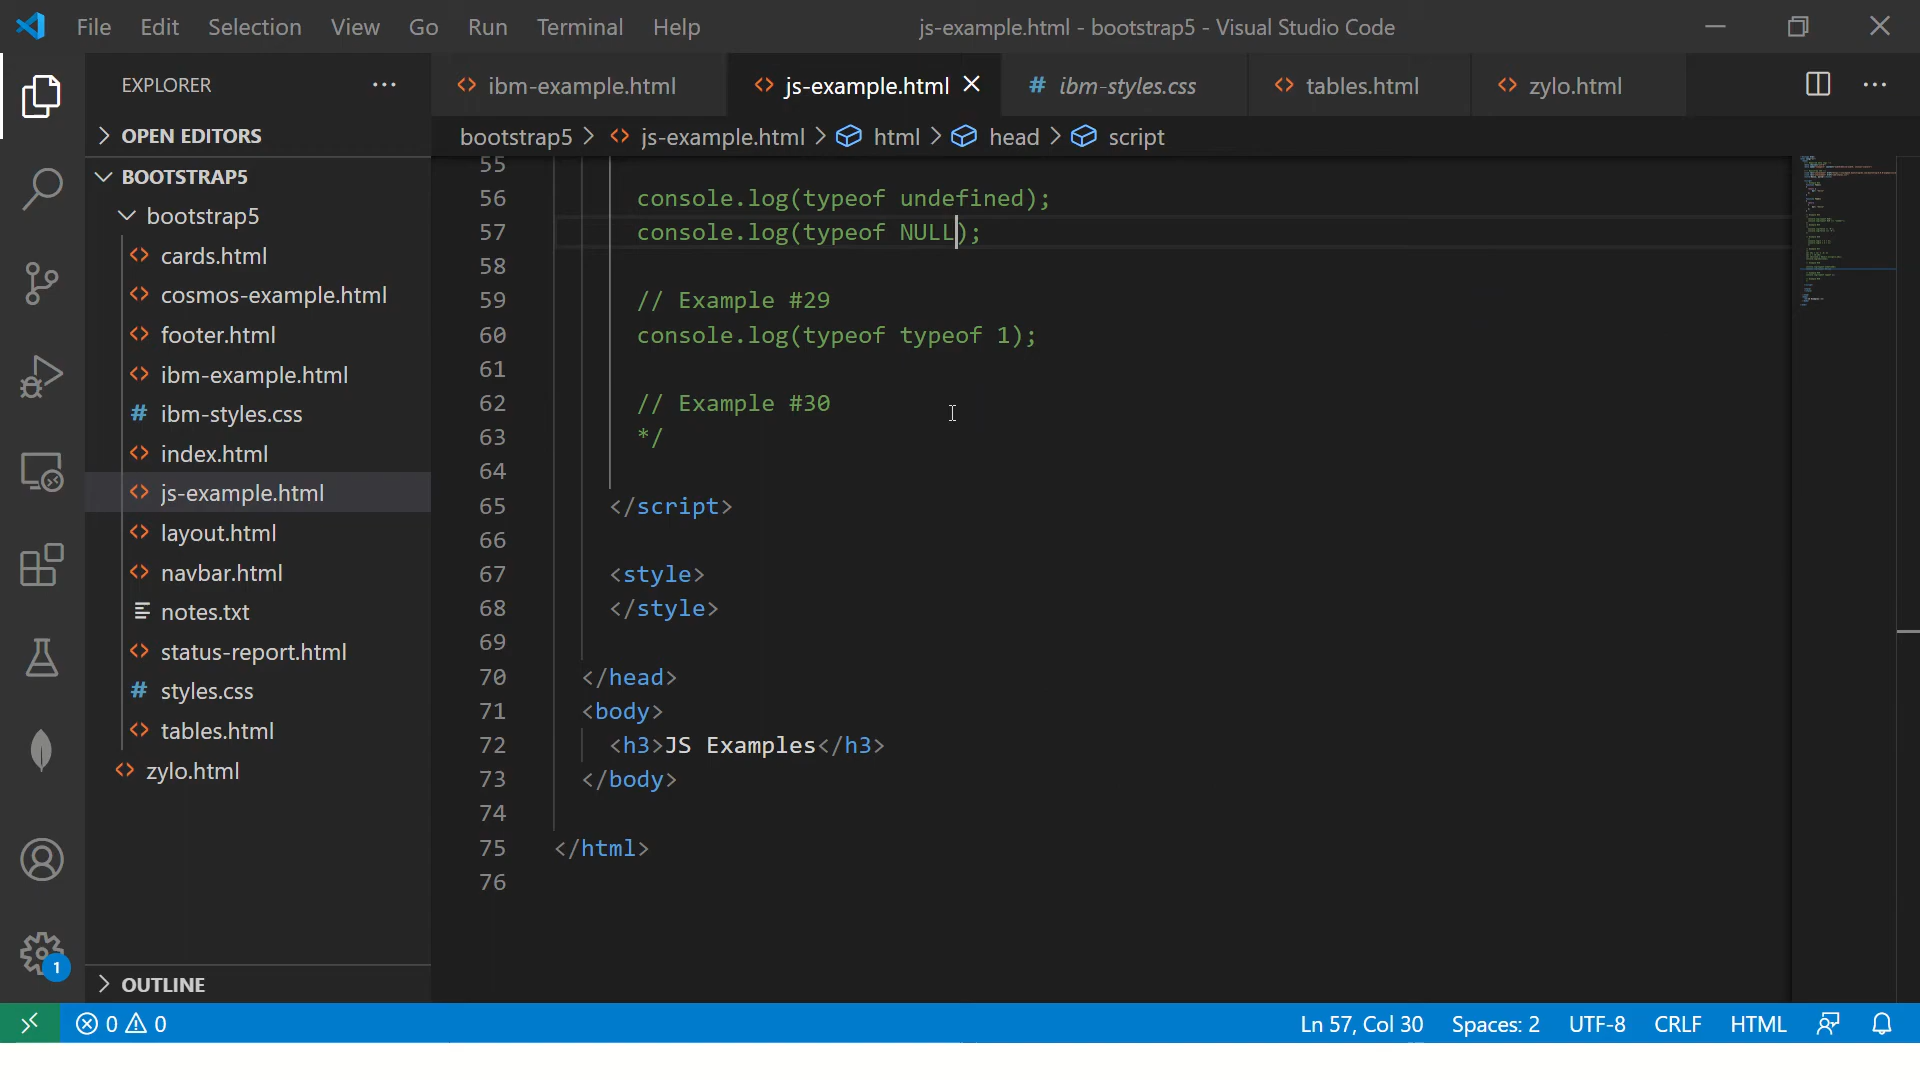 File Edit Selection View Go Run Terminal Help js-example.html - bootstrap5 - Visual Studio Code
EXPLORER
OPEN EDITORS
BOOTSTRAP5
bootstrap5
cards.html
cosmos-example.html
footer.html
ibm-example.html
ibm-styles.css
index.html
js-example.html
layout.html
navbar.html
notes.txt
status-report.html
styles.css
tables.html
zylo.html
OUTLINE
ibm-example.html js-example.html ibm-styles.css tables.html zylo.html
bootstrap5 > js-example.html > html > head > script
55
56 console.log(typeof undefined);
57 console.log(typeof NULL);
58
59 // Example #29
60 console.log(typeof typeof 1);
61
62 // Example #30
63 */
64
65 </script>
66
67 <style>
68 </style>
69
70 </head>
71 <body>
72 <h3>JS Examples</h3>
73 </body>
74
75 </html>
76
1
0 0 Ln 57, Col 30 Spaces: 2 UTF-8 CRLF HTML